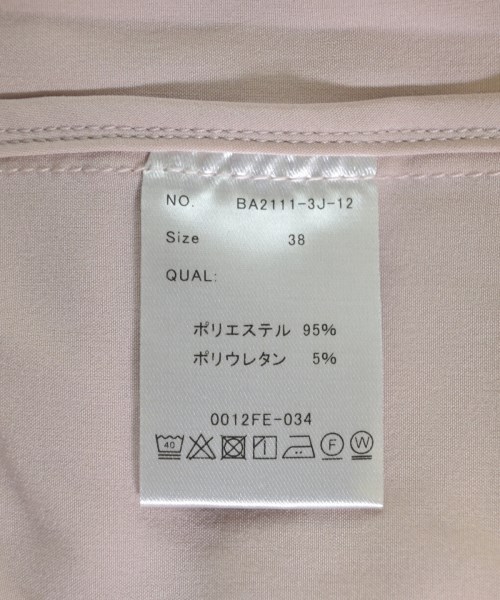 NO. BA2111-3J-12
Size 38
QUAL:
ポリエステル 95%
ポリウレタン 5%
0012FE-034
40 F W